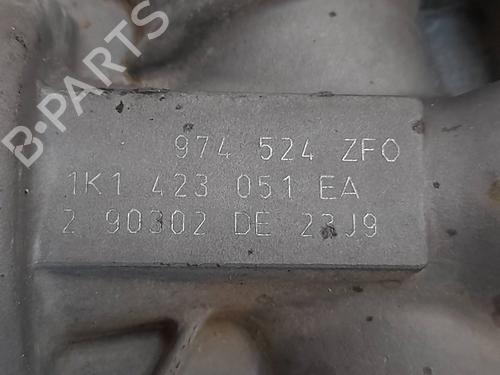 B-PARTS
974 524 ZFO
1K1 423 051 EA
2 90302 DE 23J9